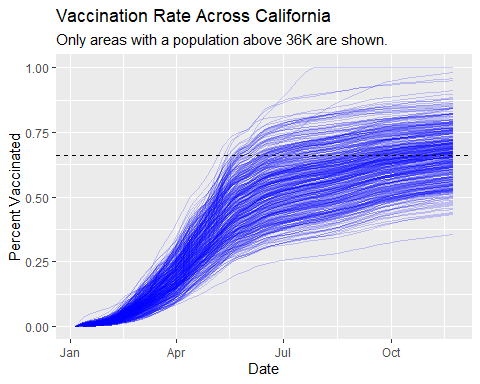 Vaccination Rate Across California
Only areas with a population above 36K are shown.
1.00
0.75
0.50
0.25
0.00
Percent Vaccinated
Jan
Apr
Jul
Oct
Date